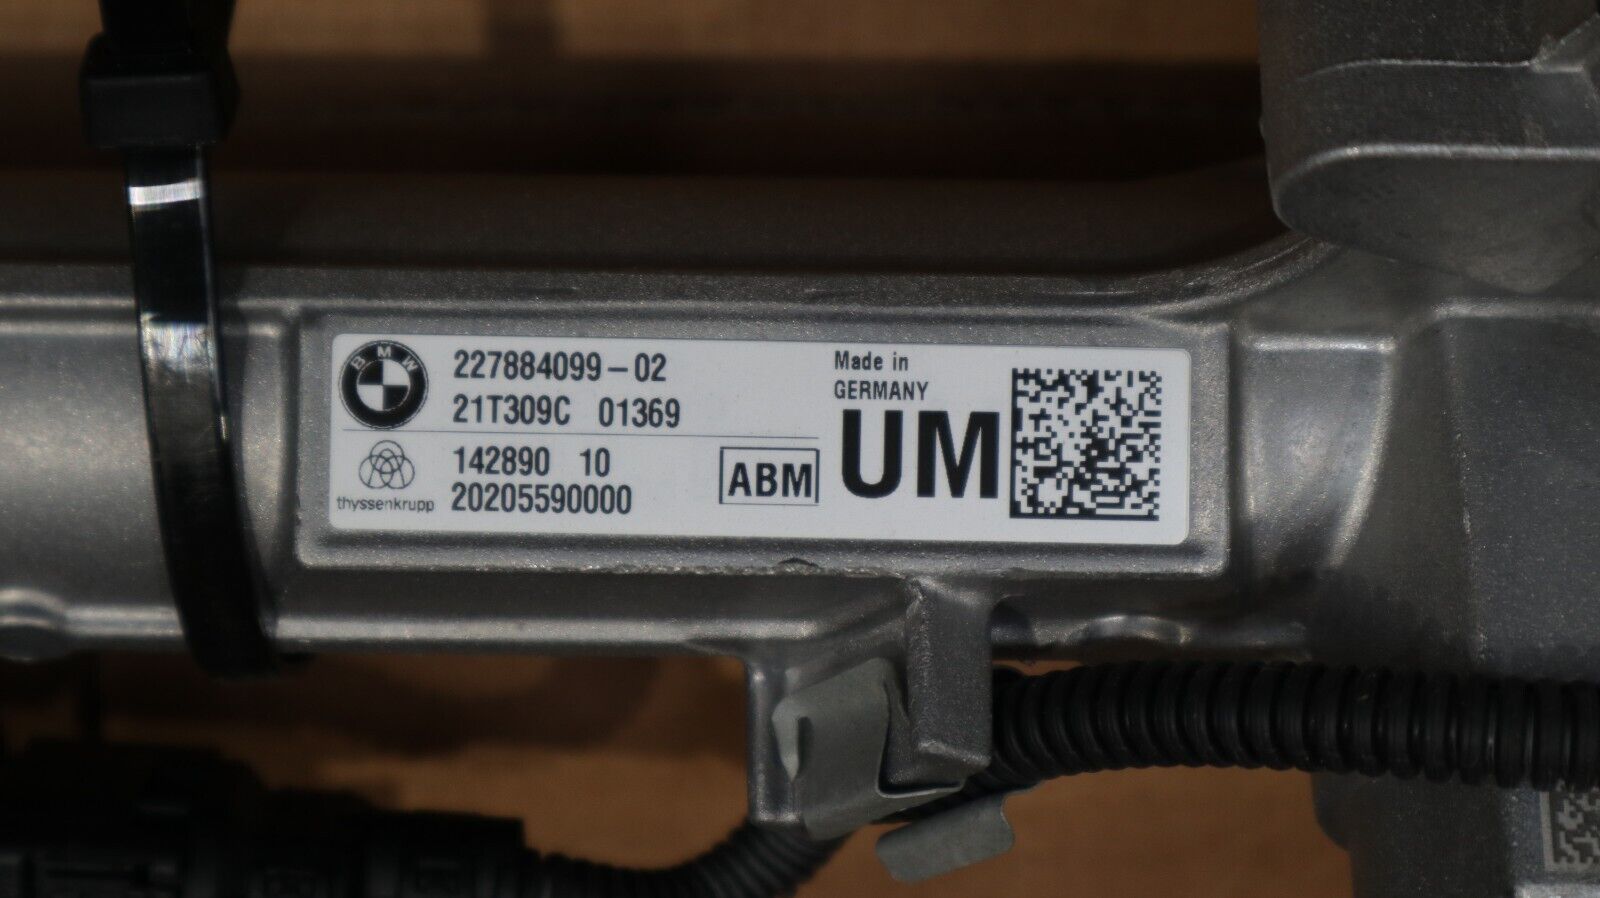 BMW
227884099-02
21T309C 01369
thyssenkrupp
142890 10
20205590000
ABM
Made in
GERMANY
UM